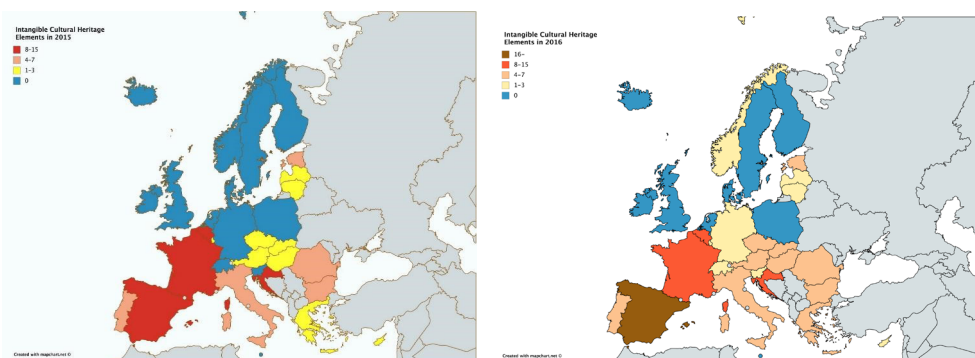 Intangible Cultural Heritage
Elements in 2015
8-15
4-7
1-3
0
Created with mapchart.net ©
Intangible Cultural Heritage
Elements in 2016
16-
8-15
4-7
1-3
0
Created with mapchart.net ©